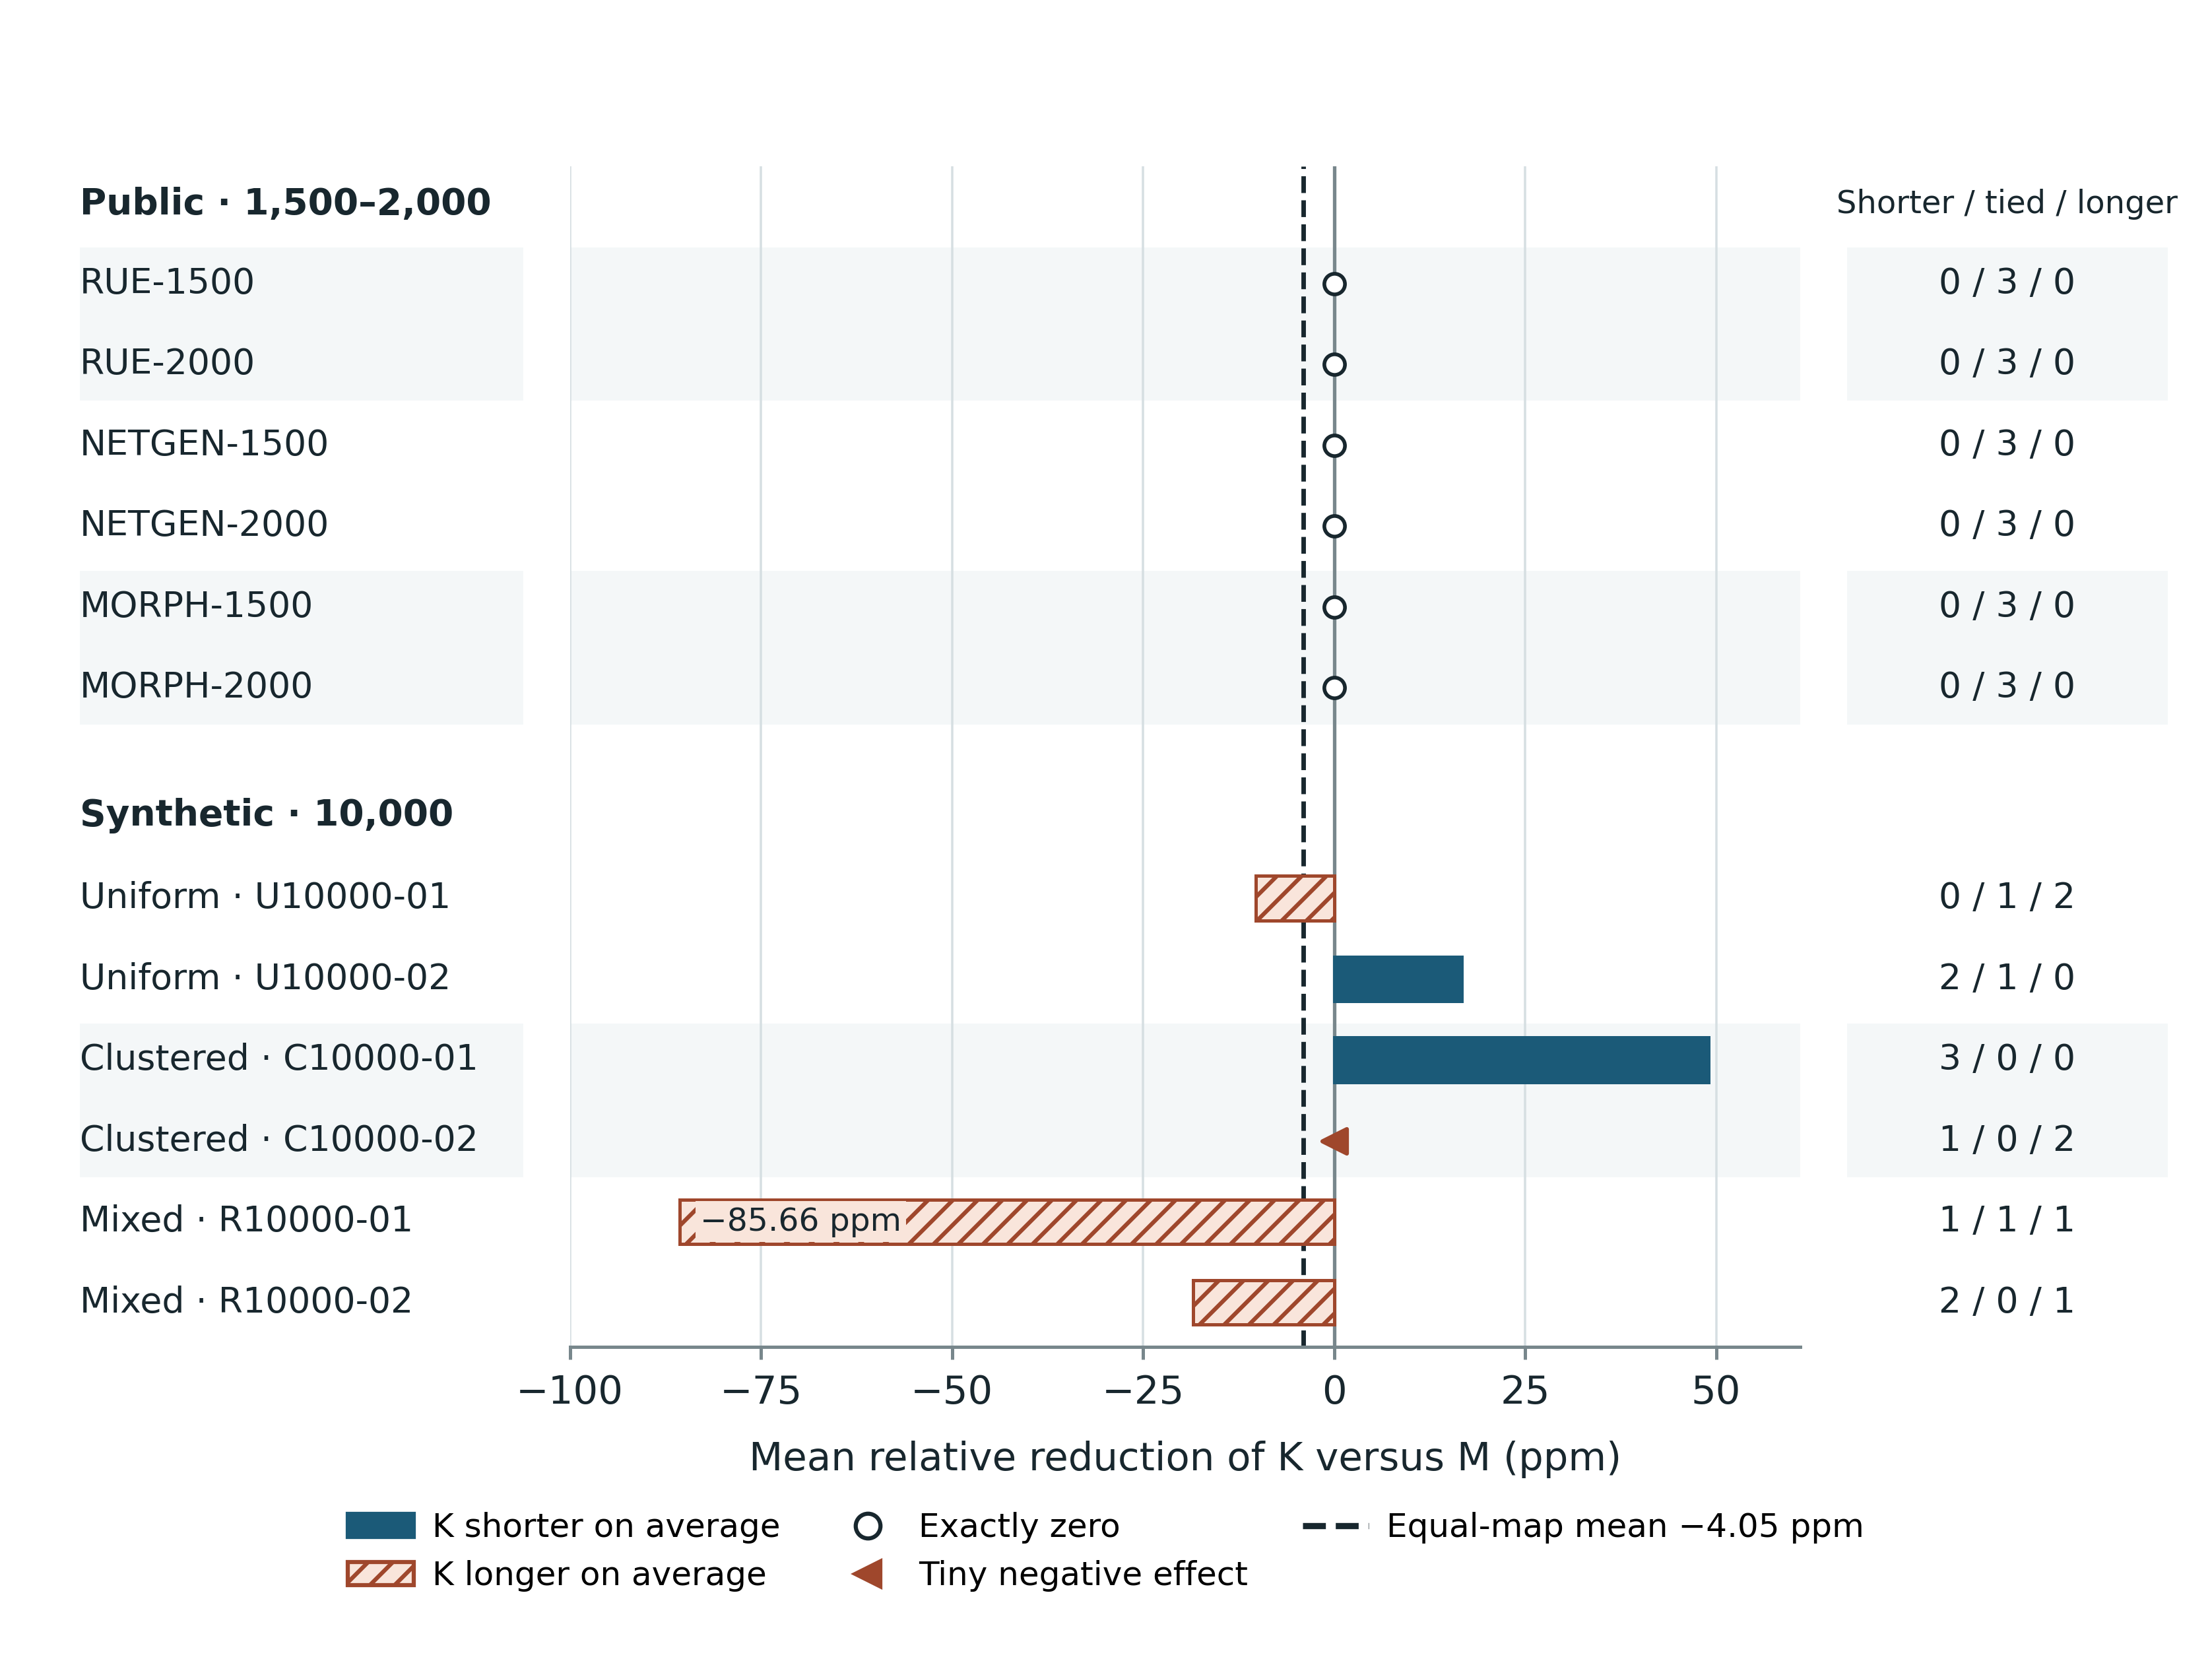 Public · 1,500–2,000
Shorter / tied / longer
RUE-1500
0 / 3 / 0
RUE-2000
0 / 3 / 0
NETGEN-1500
0 / 3 / 0
NETGEN-2000
0 / 3 / 0
MORPH-1500
0 / 3 / 0
MORPH-2000
0 / 3 / 0
Synthetic · 10,000
Uniform · U10000-01
0 / 1 / 2
Uniform · U10000-02
2 / 1 / 0
Clustered · C10000-01
3 / 0 / 0
Clustered · C10000-02
1 / 0 / 2
Mixed · R10000-01
−85.66 ppm
1 / 1 / 1
Mixed · R10000-02
2 / 0 / 1
−100 −75 −50 −25 0 25 50
Mean relative reduction of K versus M (ppm)
K shorter on average
Exactly zero
Equal-map mean −4.05 ppm
K longer on average
Tiny negative effect